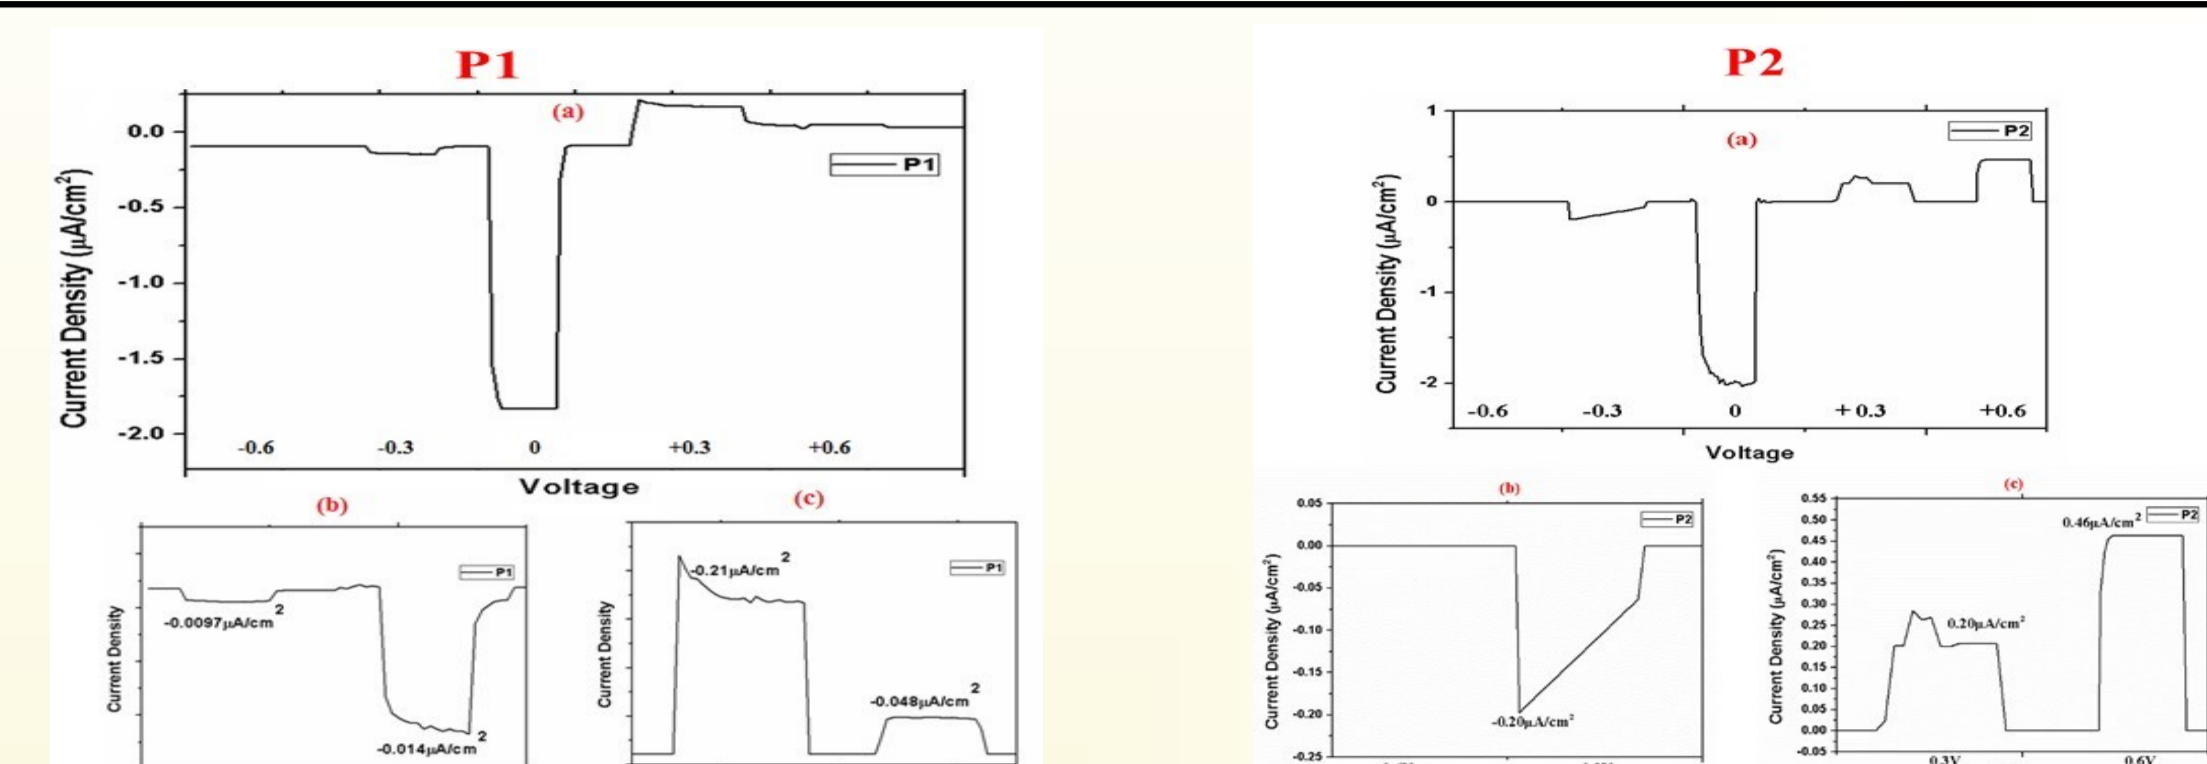 P1
(a)
P1
Current Density (μA/cm²)
0.0
-0.5
-1.0
-1.5
-2.0
-0.6 -0.3 0 +0.3 +0.6
Voltage
(b)
P1
Current Density
-0.0097μA/cm²
-0.014μA/cm²
(c)
P1
Current Density
-0.21μA/cm²
-0.048μA/cm²
P2
(a)
P2
Current Density (μA/cm²)
1
0
-1
-2
-0.6 -0.3 0 + 0.3 +0.6
Voltage
(b)
P2
Current Density (μA/cm²)
0.05
0.00
-0.05
-0.10
-0.15
-0.20
-0.25
-0.20μA/cm²
(c)
P2
Current Density (μA/cm²)
0.55
0.50
0.45
0.40
0.35
0.30
0.25
0.20
0.15
0.10
0.05
0.00
-0.05
0.46μA/cm²
0.20μA/cm²
0.3V 0.6V